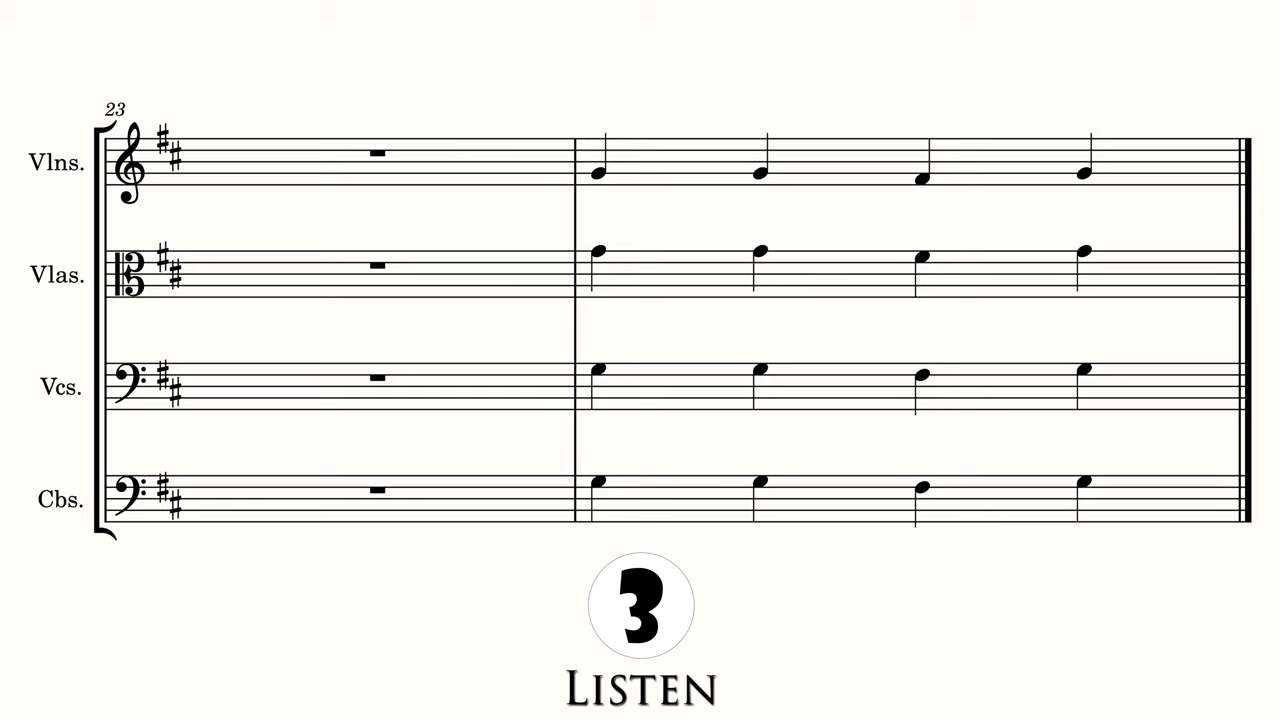 23
Vlns.
Vlas.
Vcs.
Cbs.
3
LISTEN